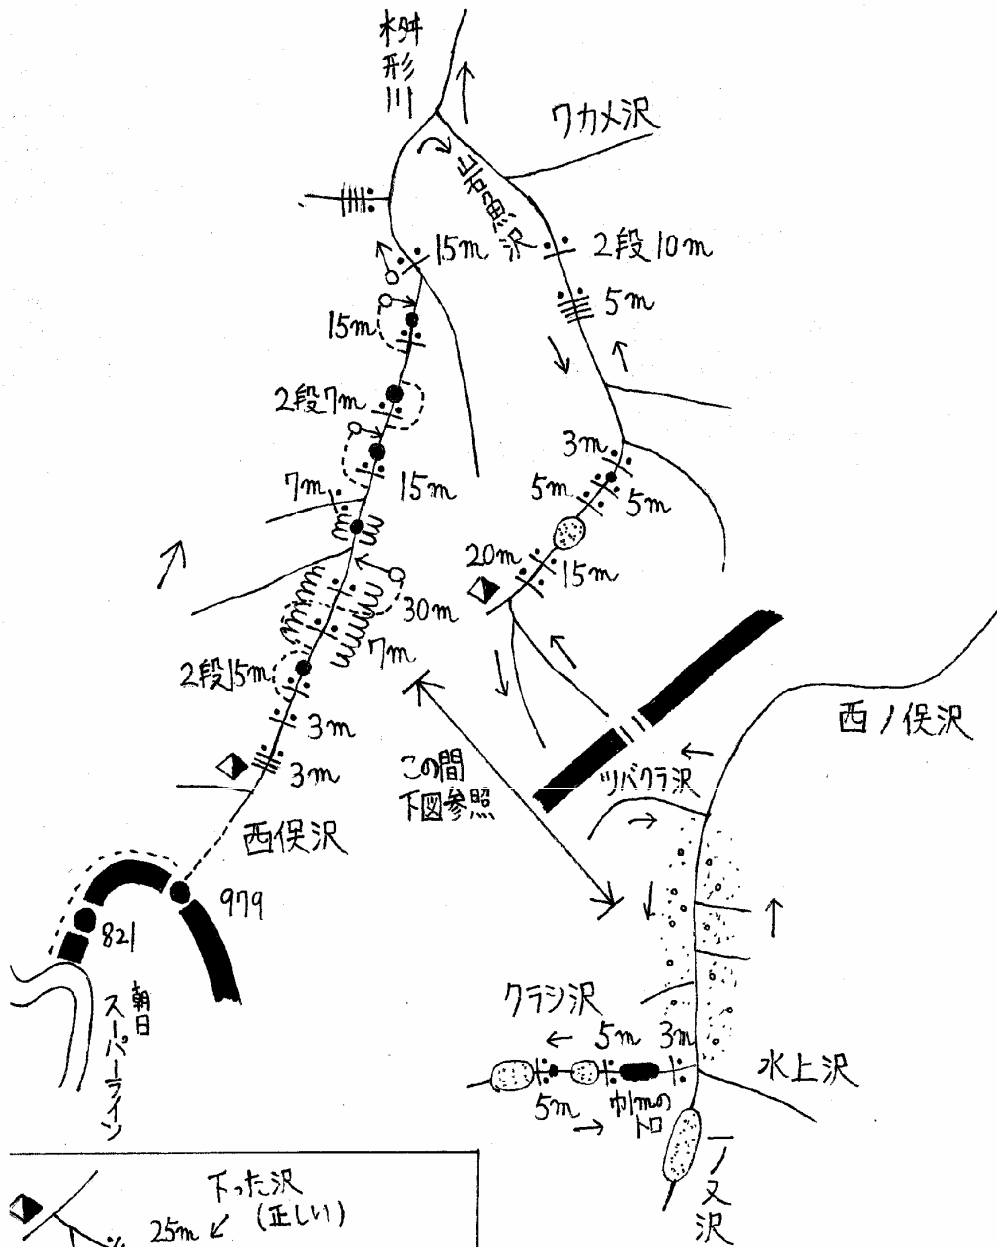 桝形川
ワカメ沢
岩魚沢
15m
2段10m
5m
15m
2段7m
3m
7m
15m
5m
5m
20m
15m
30m
7m
2段15m
3m
3m
西ノ俣沢
この間
下図参照
ツバクラ沢
西俣沢
979
821
朝日
スーパーライン
クラシ沢
5m
3m
水上沢
5m
巾1mの
トロ
一ノ又沢
下った沢
(正しい)
25m